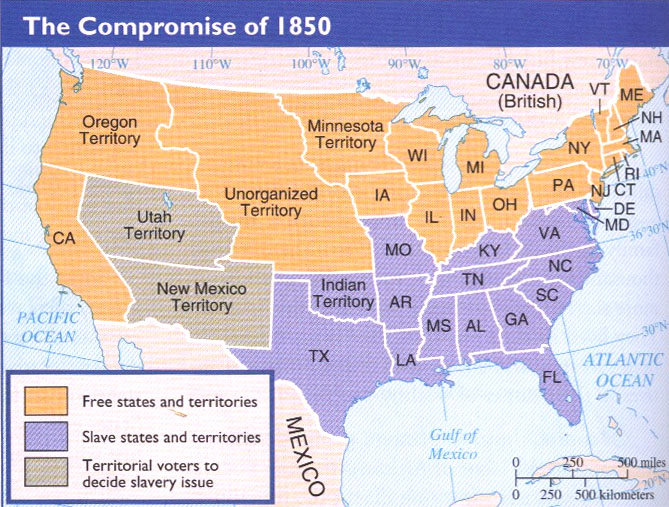 The Compromise of 1850
120°W
110°W
100°W
90°W
80°W
70°W
CANADA
(British)
VT
ME
NH
MA
Oregon
Territory
Minnesota
Territory
WI
MI
NY
RI
CT
40°N
NJ
PA
Unorganized
Territory
IA
IL
IN
OH
DE
MD
Utah
Territory
CA
MO
KY
VA
36°30'N
New Mexico
Territory
Indian
Territory
AR
TN
NC
SC
PACIFIC
OCEAN
MS
AL
GA
30°N
TX
LA
FL
ATLANTIC
OCEAN
Free states and territories
Slave states and territories
Territorial voters to
decide slavery issue
MEXICO
Gulf of
Mexico
0 250 500 miles
0 250 500 kilometers
20°N